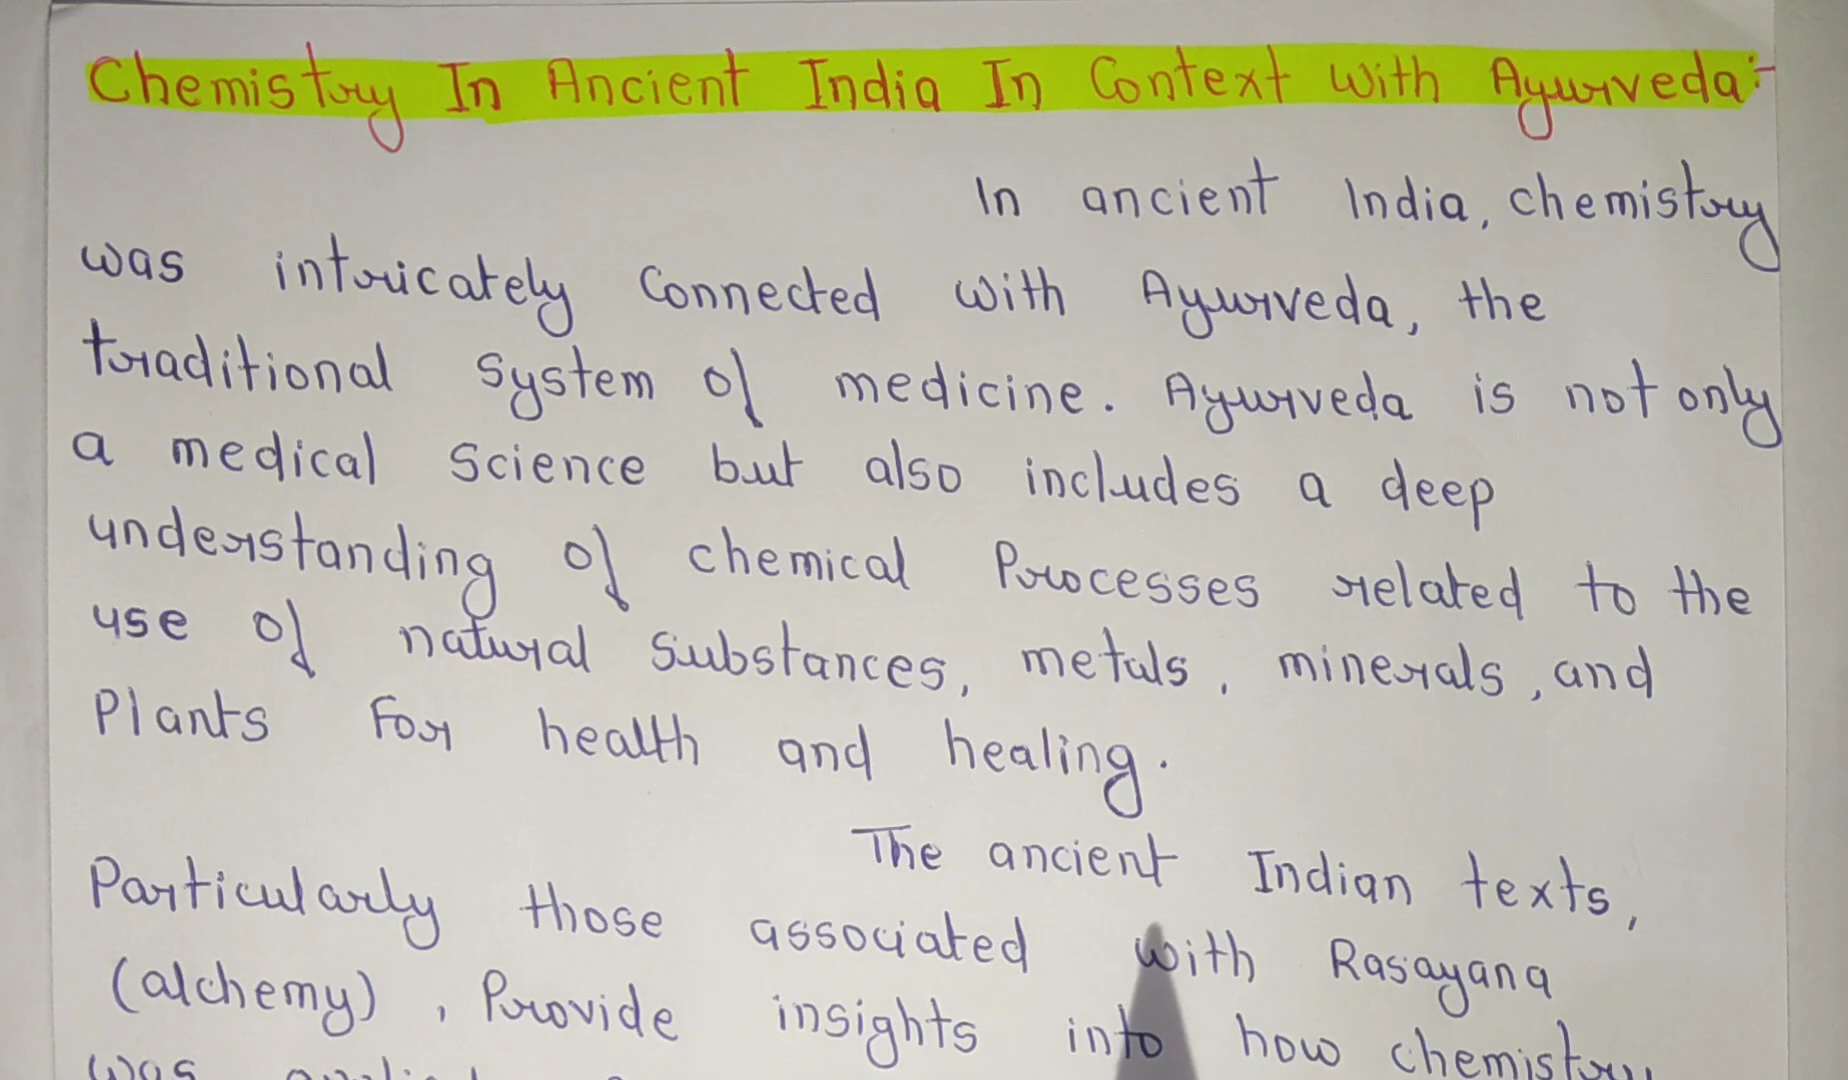 Chemistry In Ancient India In Context with Ayurveda:-
In ancient India, chemistry
was intricately Connected with Ayurveda, the
traditional system of medicine. Ayurveda is not only
a medical science but also includes a deep
understanding of chemical Processes related to the
use of natural substances, metals, minerals, and
Plants For health and healing.
The ancient Indian texts,
Particularly those associated with Rasayana
(alchemy), Provide insights into how chemistry
was